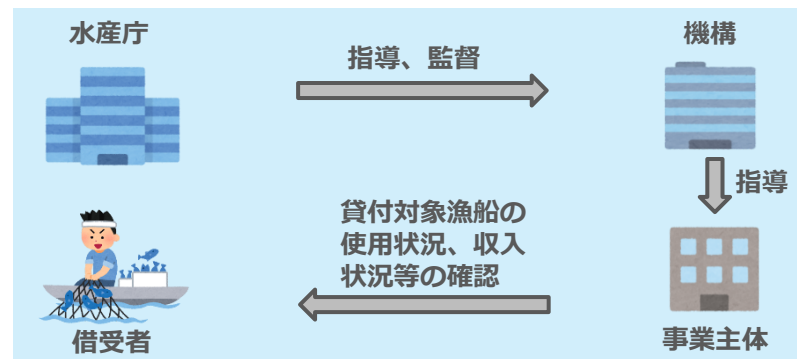 水産庁
機構
指導、監督
指導
貸付対象漁船の
使用状況、収入
状況等の確認
借受者
事業主体